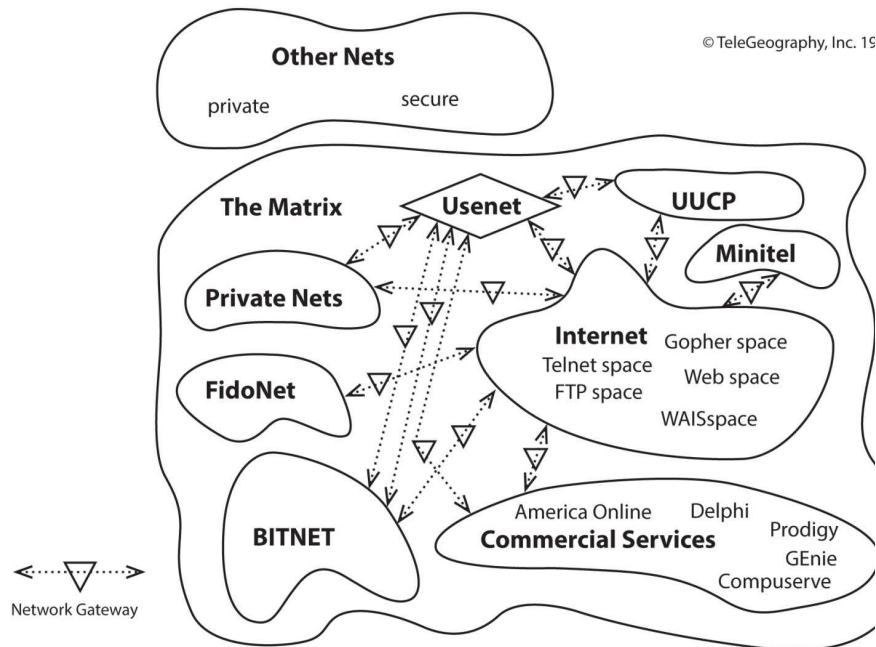 © TeleGeography, Inc. 19
Other Nets
private secure
The Matrix
Usenet
UUCP
Minitel
Private Nets
Internet
Gopher space
Telnet space
Web space
FTP space
WAISspace
FidoNet
BITNET
America Online
Delphi
Prodigy
Commercial Services
GEnie
Compuserve
Network Gateway